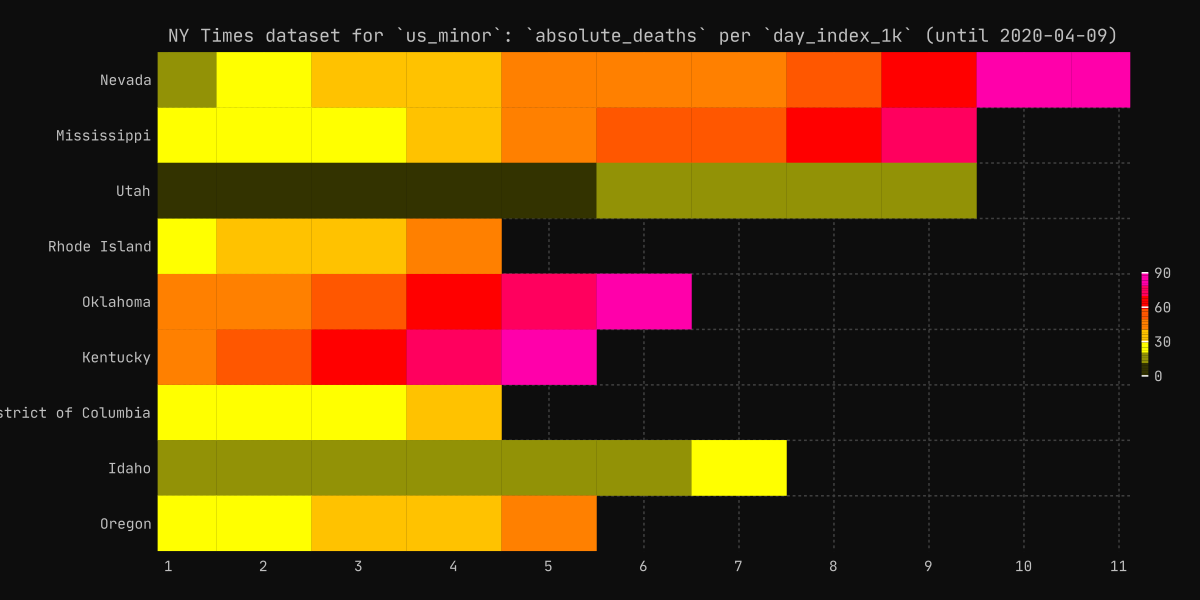 NY Times dataset for `us_minor`: `absolute_deaths` per `day_index_1k` (until 2020-04-09)
Nevada
Mississippi
Utah
Rhode Island
Oklahoma
Kentucky
strict of Columbia
Idaho
Oregon
1 2 3 4 5 6 7 8 9 10 11
90
60
30
0